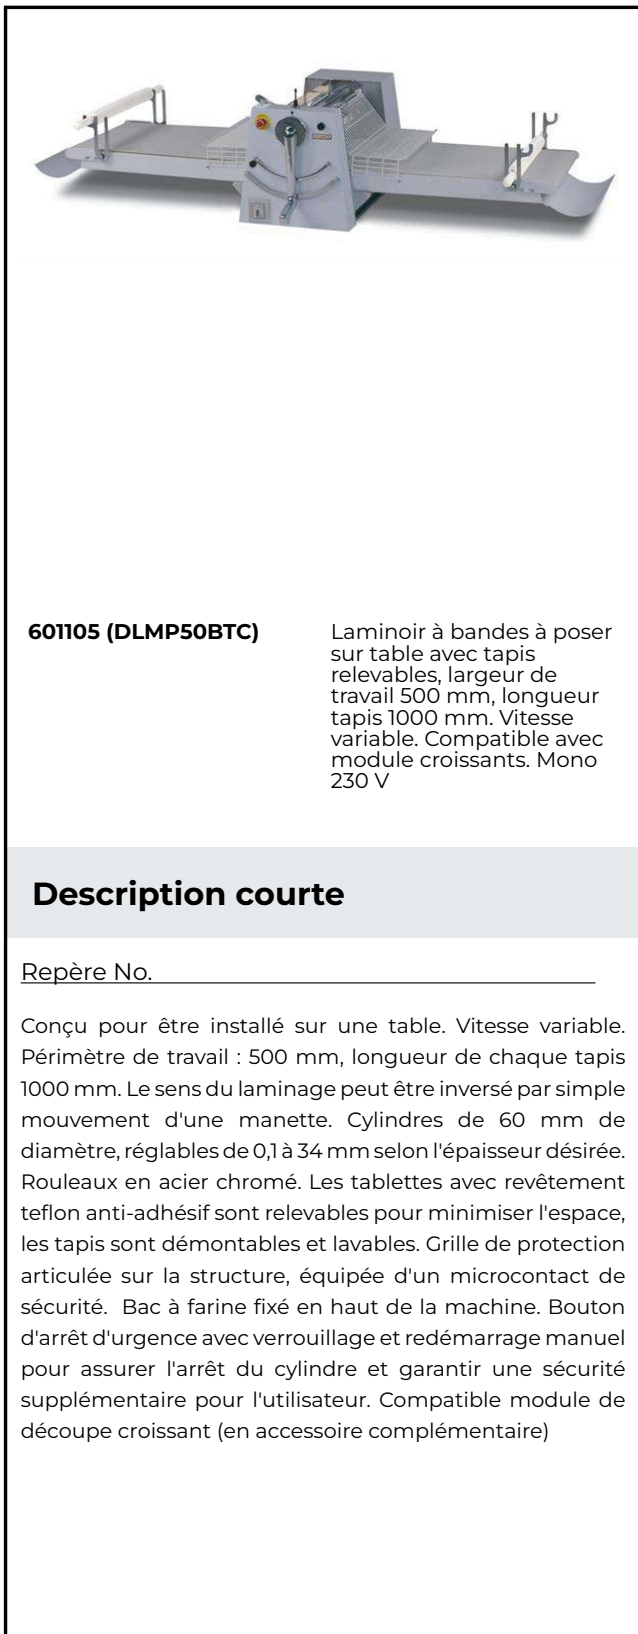 601105 (DLMP50BTC)
Laminoir à bandes à poser
sur table avec tapis
relevables, largeur de
travail 500 mm, longueur
tapis 1000 mm. Vitesse
variable. Compatible avec
module croissants. Mono
230 V
Description courte
Repère No.
Conçu pour être installé sur une table. Vitesse variable.
Périmètre de travail : 500 mm, longueur de chaque tapis
1000 mm. Le sens du laminage peut être inversé par simple
mouvement d'une manette. Cylindres de 60 mm de
diamètre, réglables de 0,1 à 34 mm selon l'épaisseur désirée.
Rouleaux en acier chromé. Les tablettes avec revêtement
teflon anti-adhésif sont relevables pour minimiser l'espace,
les tapis sont démontables et lavables. Grille de protection
articulée sur la structure, équipée d'un microcontact de
sécurité. Bac à farine fixé en haut de la machine. Bouton
d'arrêt d'urgence avec verrouillage et redémarrage manuel
pour assurer l'arrêt du cylindre et garantir une sécurité
supplémentaire pour l'utilisateur. Compatible module de
découpe croissant (en accessoire complémentaire)